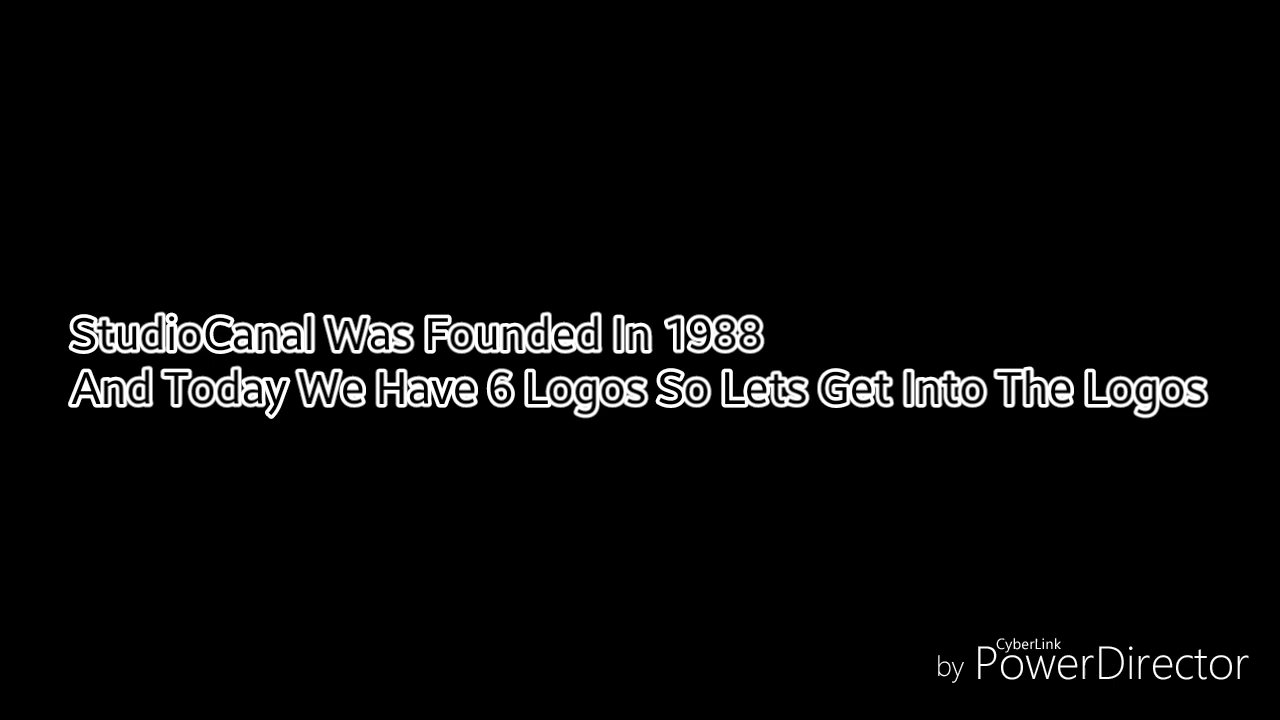 StudioCanal Was Founded In 1988
And Today We Have 6 Logos So Lets Get Into The Logos
CyberLink
by PowerDirector